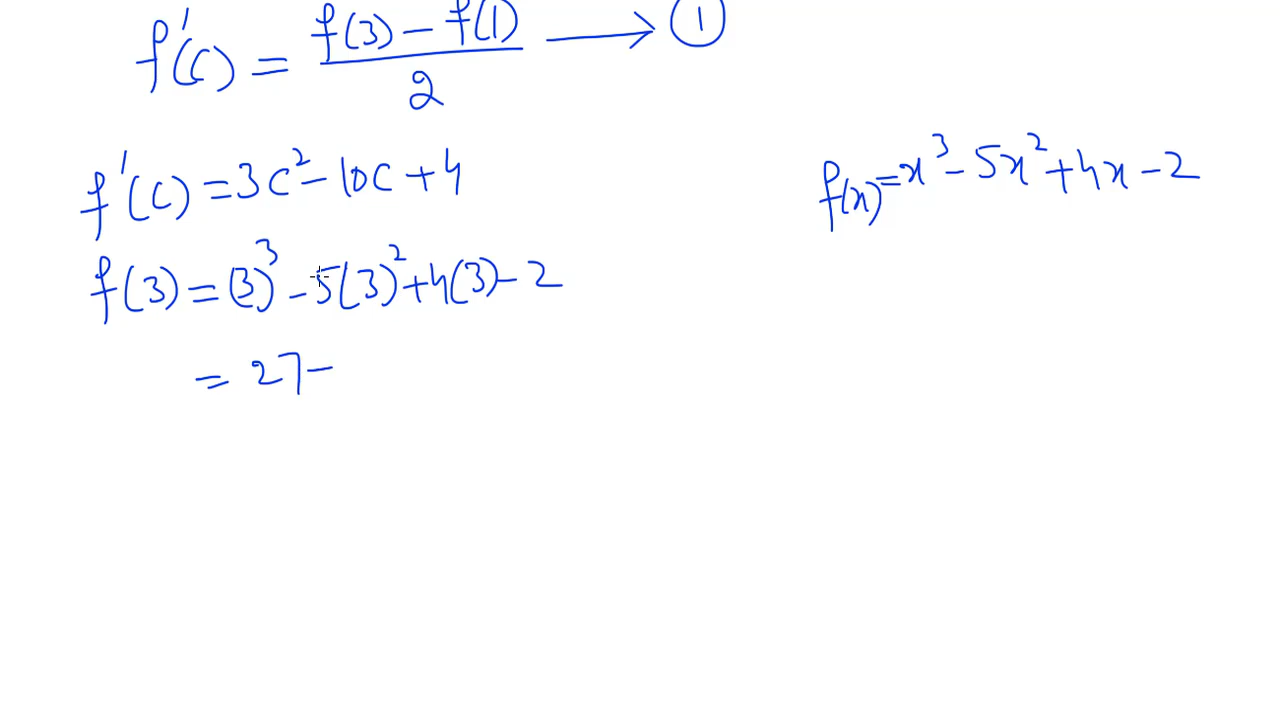 f'(c) = f(3) - f(1) / 2 ⟶ ①
f'(c) = 3c² - 10c + 4
f(x) = x³ - 5x² + 4x - 2
f(3) = (3)³ - 5(3)² + 4(3) - 2
= 27 -